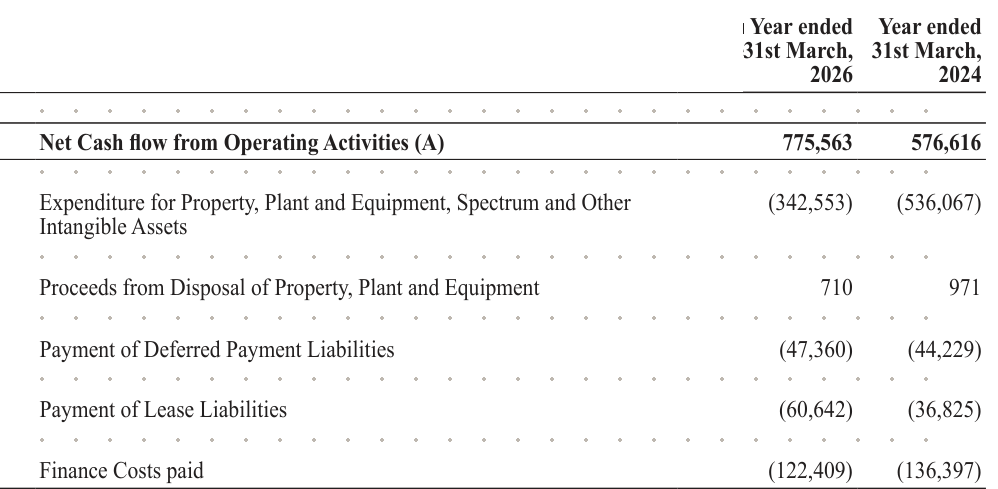 Year ended Year ended
31st March, 31st March,
2026 2024
Net Cash flow from Operating Activities (A) 775,563 576,616
Expenditure for Property, Plant and Equipment, Spectrum and Other (342,553) (536,067)
Intangible Assets
Proceeds from Disposal of Property, Plant and Equipment 710 971
Payment of Deferred Payment Liabilities (47,360) (44,229)
Payment of Lease Liabilities (60,642) (36,825)
Finance Costs paid (122,409) (136,397)